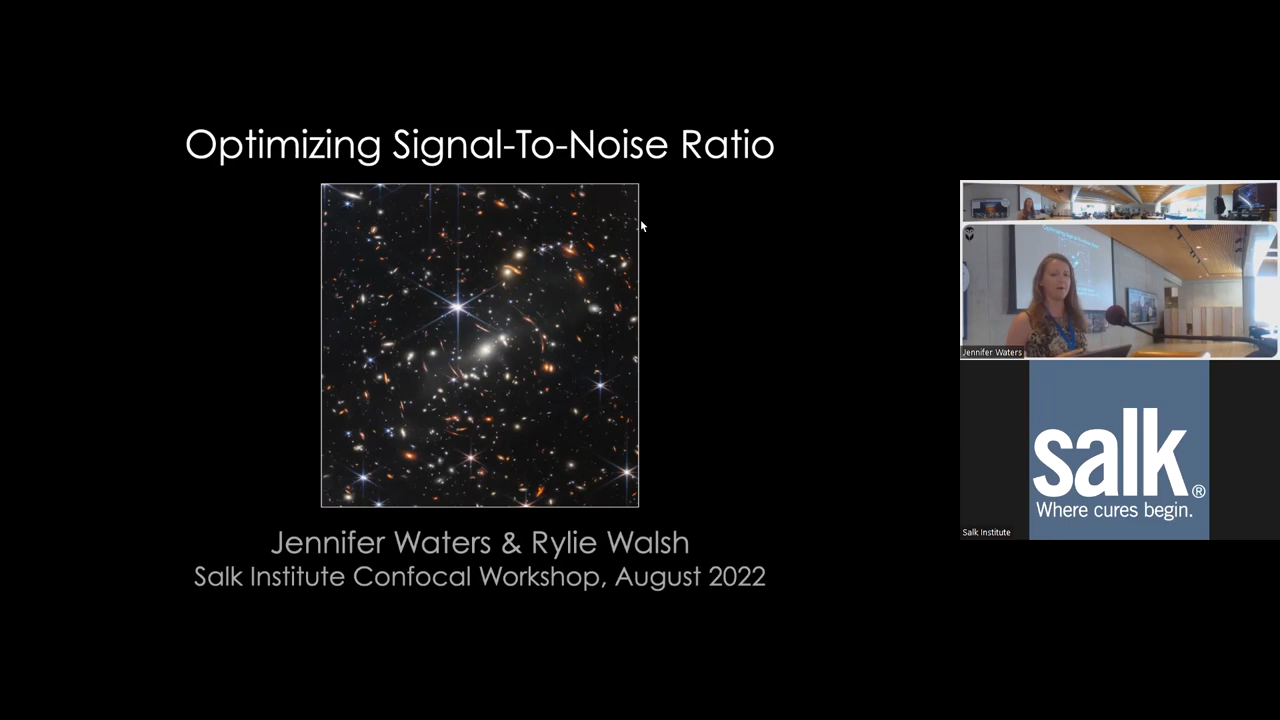 Optimizing Signal-To-Noise Ratio
Jennifer Waters & Rylie Walsh
Salk Institute Confocal Workshop, August 2022
Jennifer Waters
salk®
Where cures begin.
Salk Institute